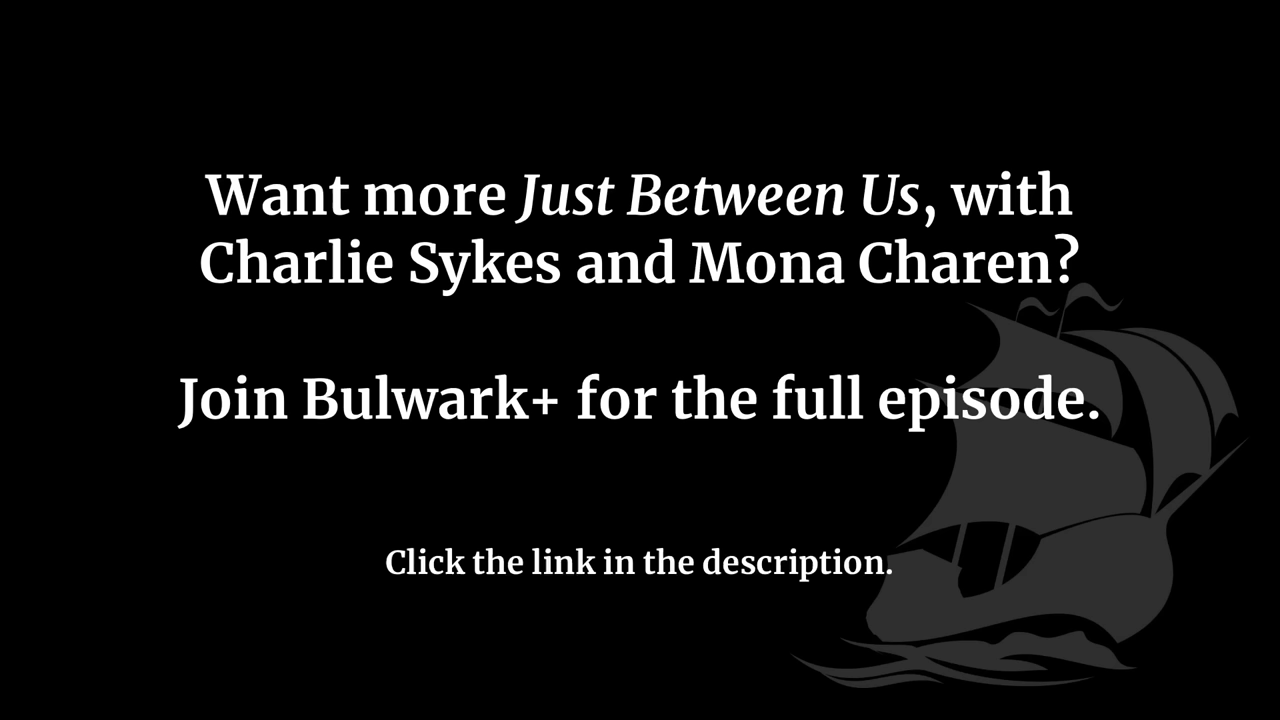 Want more Just Between Us, with
Charlie Sykes and Mona Charen?
Join Bulwark+ for the full episode.
Click the link in the description.